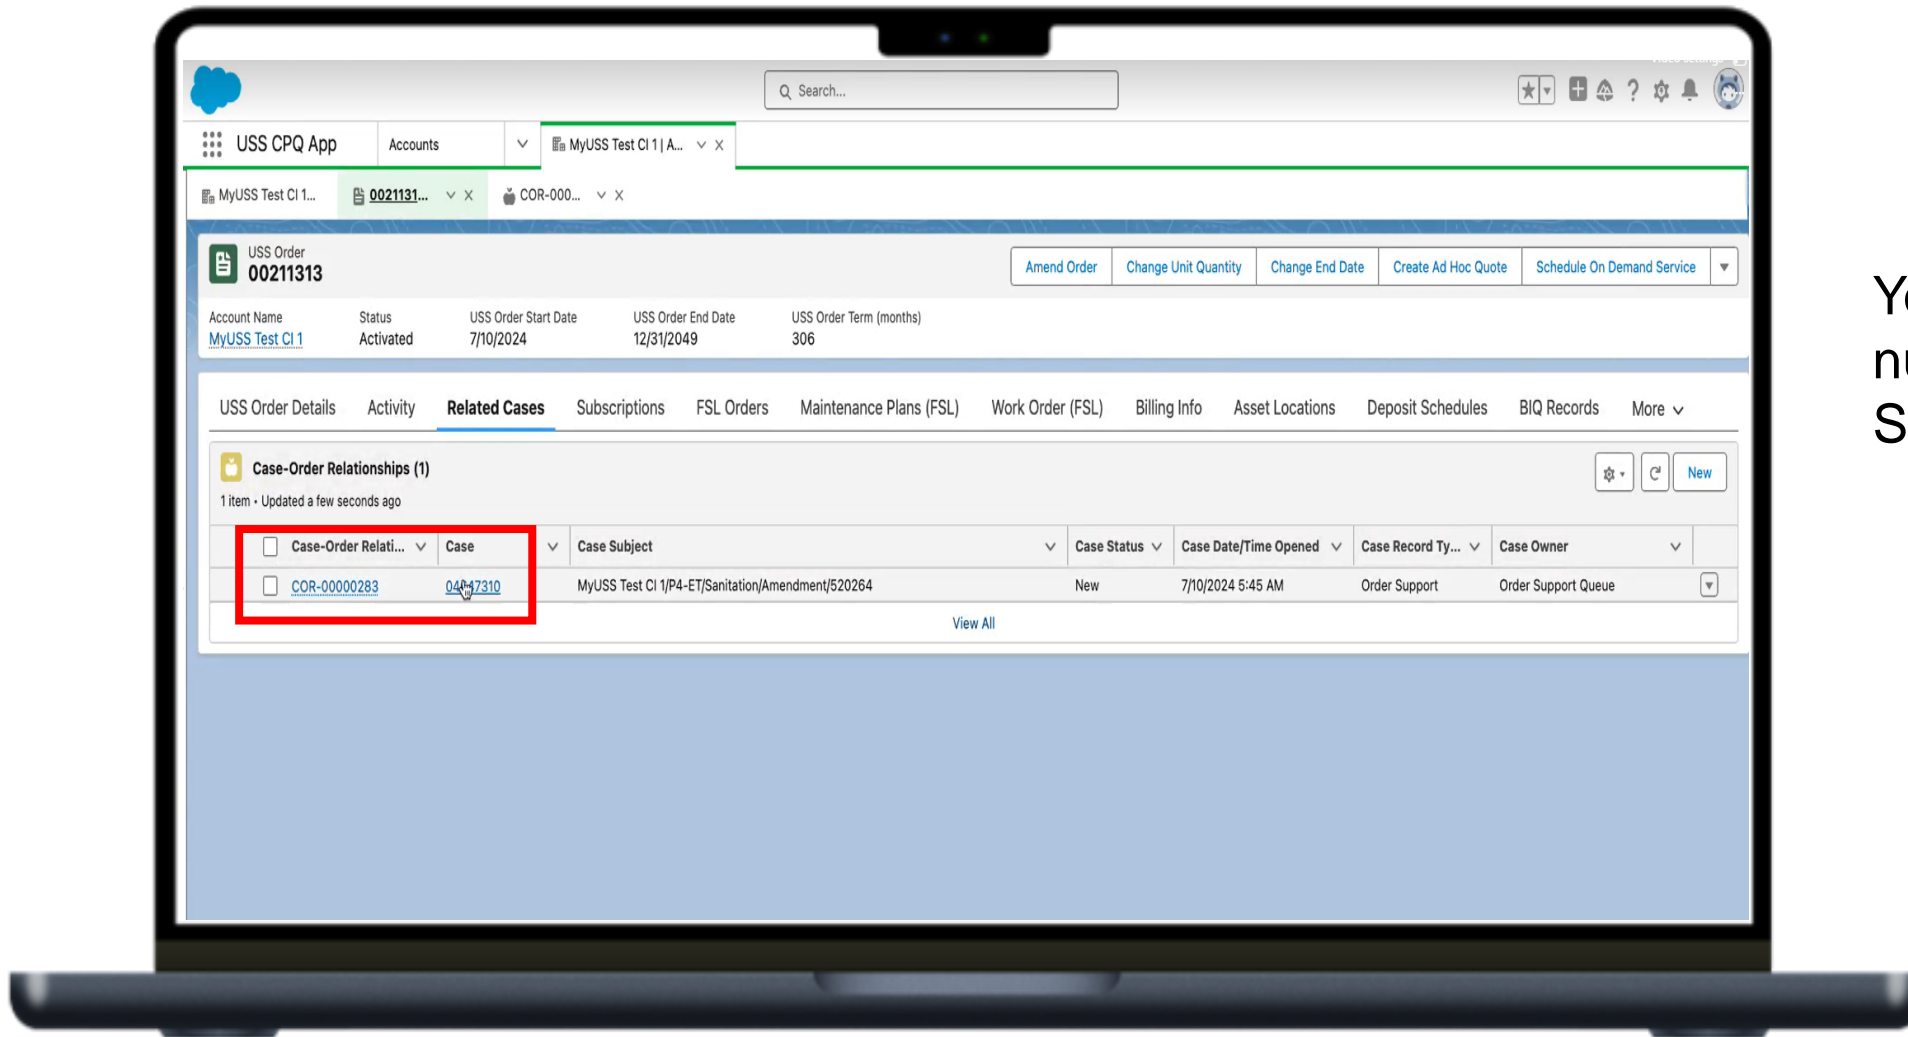 Search...
USS CPQ App
Accounts
MyUSS Test CI 1 | A...
MyUSS Test CI 1...
0021131...
COR-000...
USS Order
00211313
Amend Order
Change Unit Quantity
Change End Date
Create Ad Hoc Quote
Schedule On Demand Service
Account Name
Status
USS Order Start Date
USS Order End Date
USS Order Term (months)
MyUSS Test CI 1
Activated
7/10/2024
12/31/2049
306
USS Order Details
Activity
Related Cases
Subscriptions
FSL Orders
Maintenance Plans (FSL)
Work Order (FSL)
Billing Info
Asset Locations
Deposit Schedules
BIQ Records
More
Case-Order Relationships (1)
1 item • Updated a few seconds ago
New
Case-Order Relati...
Case
Case Subject
Case Status
Case Date/Time Opened
Case Record Ty...
Case Owner
COR-00000283
MyUSS Test CI 1/P4-ET/Sanitation/Amendment/520264
New
7/10/2024 5:45 AM
Order Support
Order Support Queue
View All